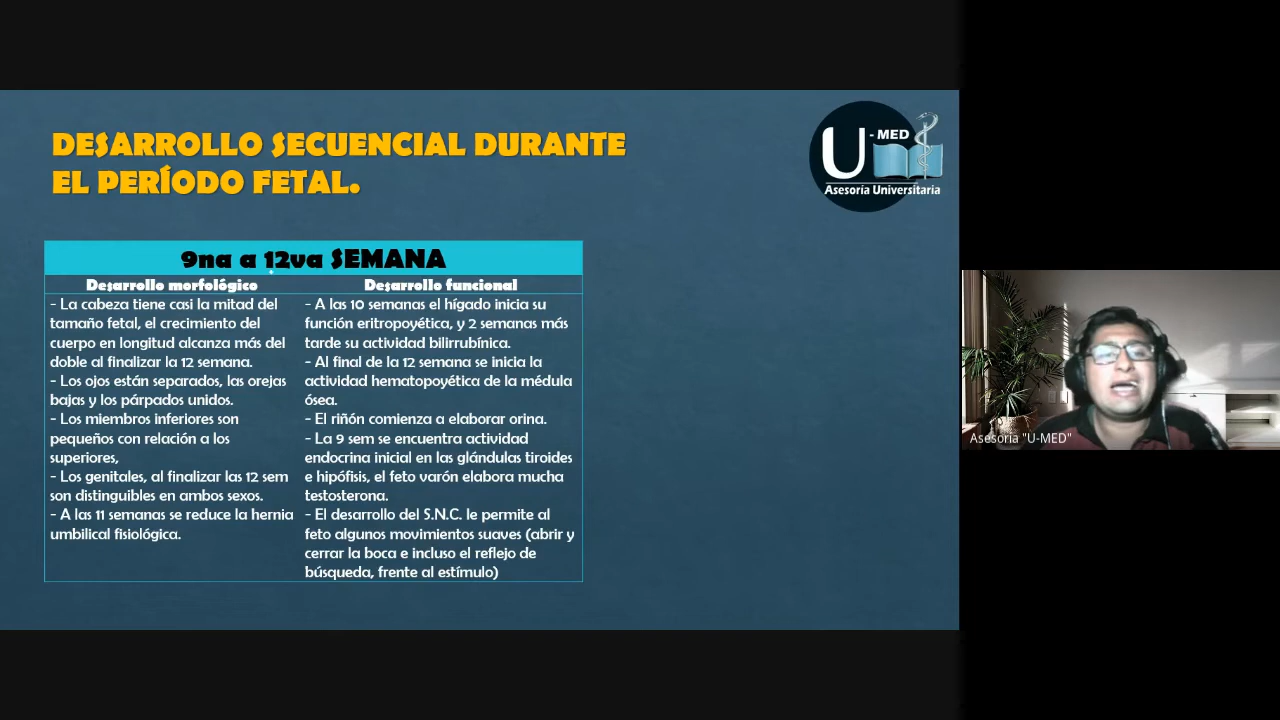 DESARROLLO SECUENCIAL DURANTE
EL PERÍODO FETAL.
U - MED
Asesoría Universitaria
9na a 12va SEMANA
Desarrollo morfológico
- La cabeza tiene casi la mitad del
tamaño fetal, el crecimiento del
cuerpo en longitud alcanza más del
doble al finalizar la 12 semana.
- Los ojos están separados, las orejas
bajas y los párpados unidos.
- Los miembros inferiores son
pequeños con relación a los
superiores,
- Los genitales, al finalizar las 12 sem
son distinguibles en ambos sexos.
- A las 11 semanas se reduce la hernia
umbilical fisiológica.
Desarrollo funcional
- A las 10 semanas el hígado inicia su
función eritropoyética, y 2 semanas más
tarde su actividad bilirrubínica.
- Al final de la 12 semana se inicia la
actividad hematopoyética de la médula
ósea.
- El riñón comienza a elaborar orina.
- La 9 sem se encuentra actividad
endocrina inicial en las glándulas tiroides
e hipófisis, el feto varón elabora mucha
testosterona.
- El desarrollo del S.N.C. le permite al
feto algunos movimientos suaves (abrir y
cerrar la boca e incluso el reflejo de
búsqueda, frente al estímulo)
Asesoría "U-MED"